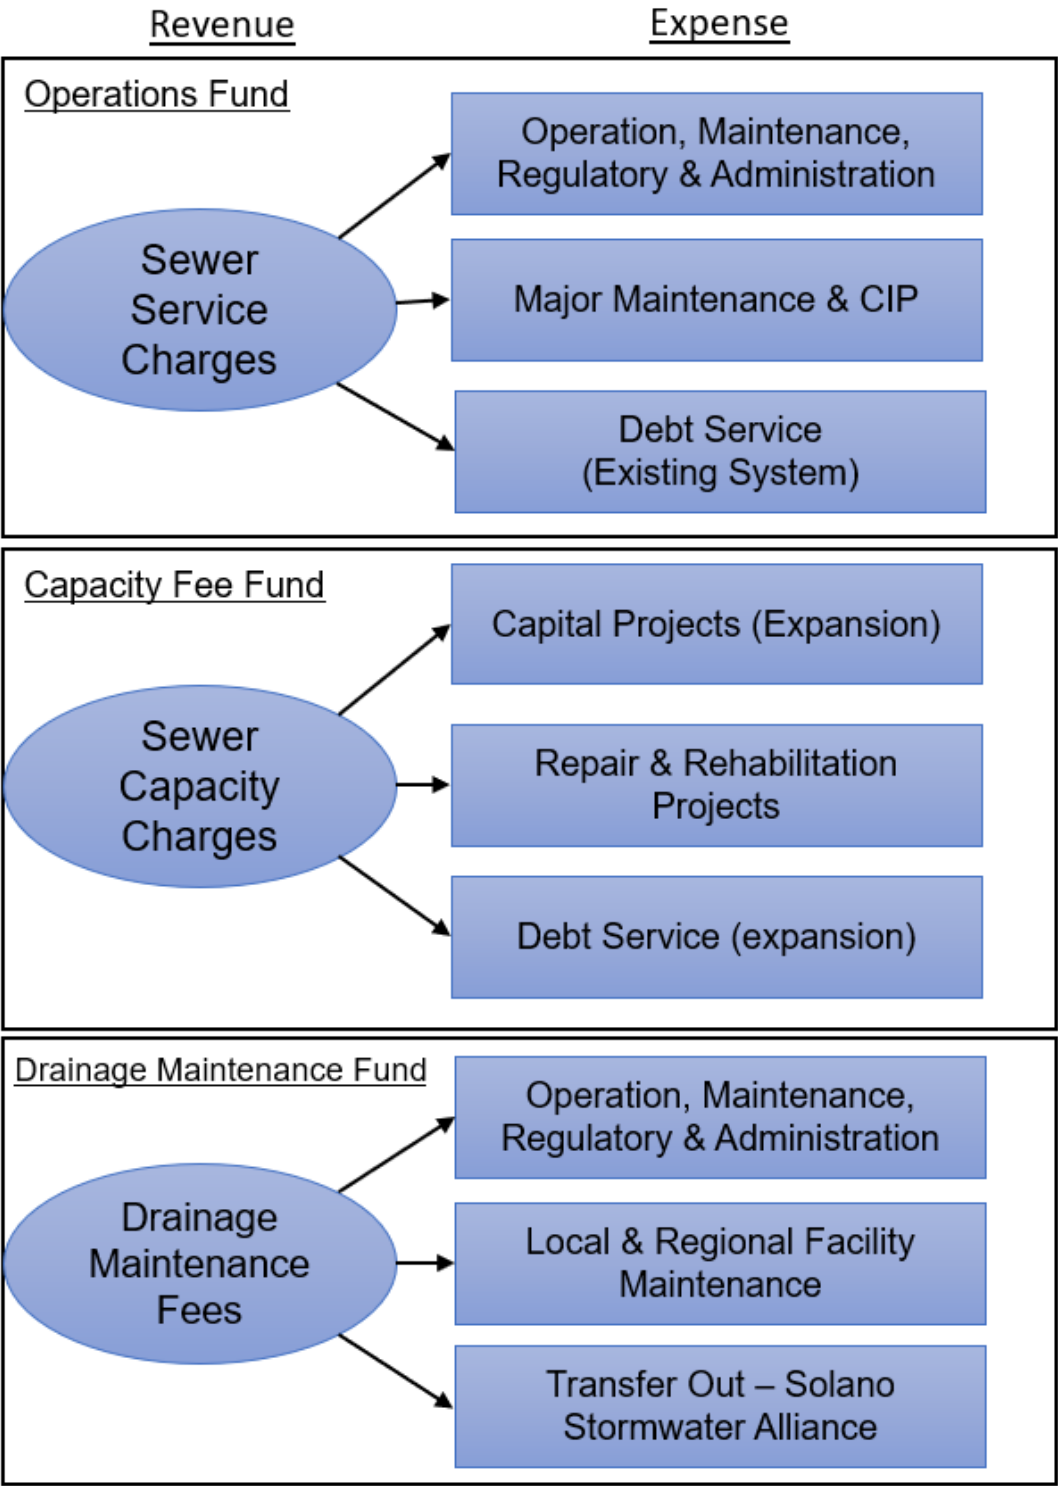 Revenue
Expense
Operations Fund
Sewer
Service
Charges
Operation, Maintenance,
Regulatory & Administration
Major Maintenance & CIP
Debt Service
(Existing System)
Capacity Fee Fund
Sewer
Capacity
Charges
Capital Projects (Expansion)
Repair & Rehabilitation
Projects
Debt Service (expansion)
Drainage Maintenance Fund
Drainage
Maintenance
Fees
Operation, Maintenance,
Regulatory & Administration
Local & Regional Facility
Maintenance
Transfer Out – Solano
Stormwater Alliance